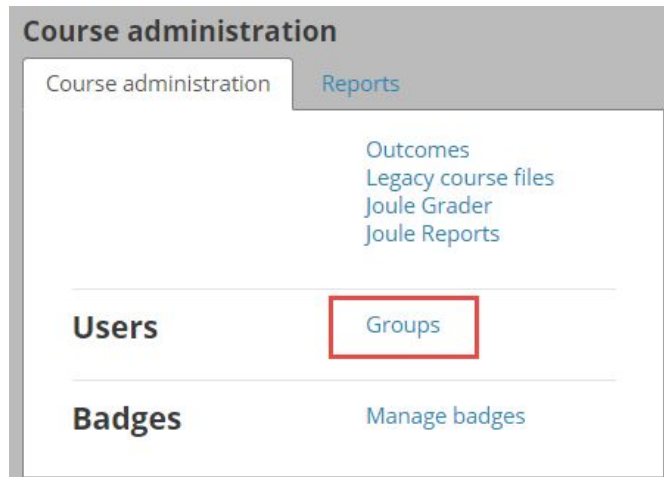 Course administration
Course administration Reports
Outcomes
Legacy course files
Joule Grader
Joule Reports
Users Groups
Badges Manage badges